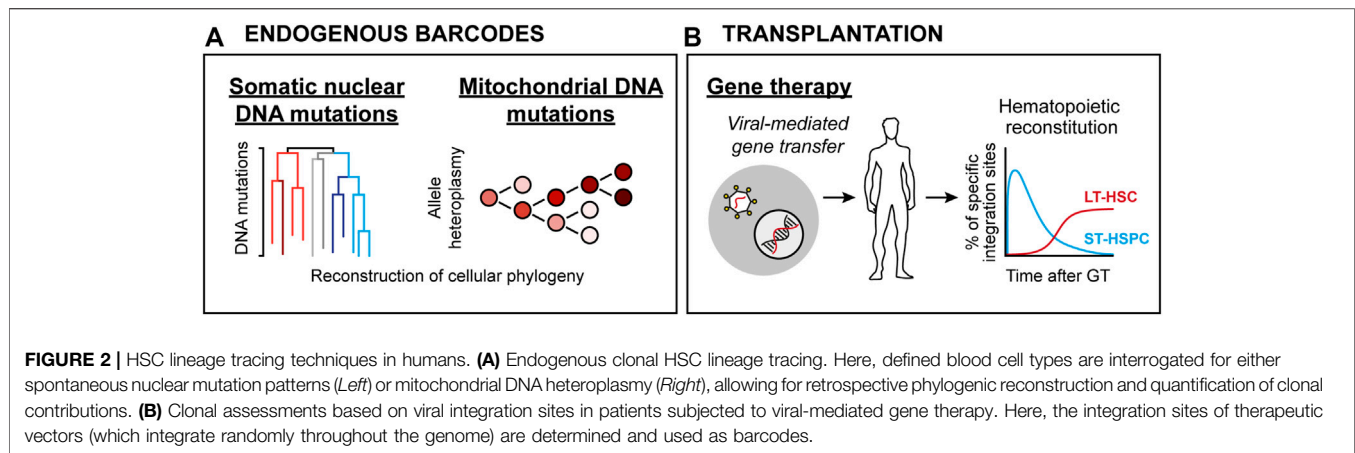 A ENDOGENOUS BARCODES
Somatic nuclear
DNA mutations
DNA mutations
Mitochondrial DNA
mutations
Allele
heteroplasmy
Reconstruction of cellular phylogeny
B TRANSPLANTATION
Gene therapy
Viral-mediated
gene transfer
Hematopoietic
reconstitution
% of specific
integration sites
LT-HSC
ST-HSPC
Time after GT
FIGURE 2 | HSC lineage tracing techniques in humans. (A) Endogenous clonal HSC lineage tracing. Here, defined blood cell types are interrogated for either
spontaneous nuclear mutation patterns (Left) or mitochondrial DNA heteroplasmy (Right), allowing for retrospective phylogenic reconstruction and quantification of clonal
contributions. (B) Clonal assessments based on viral integration sites in patients subjected to viral-mediated gene therapy. Here, the integration sites of therapeutic
vectors (which integrate randomly throughout the genome) are determined and used as barcodes.